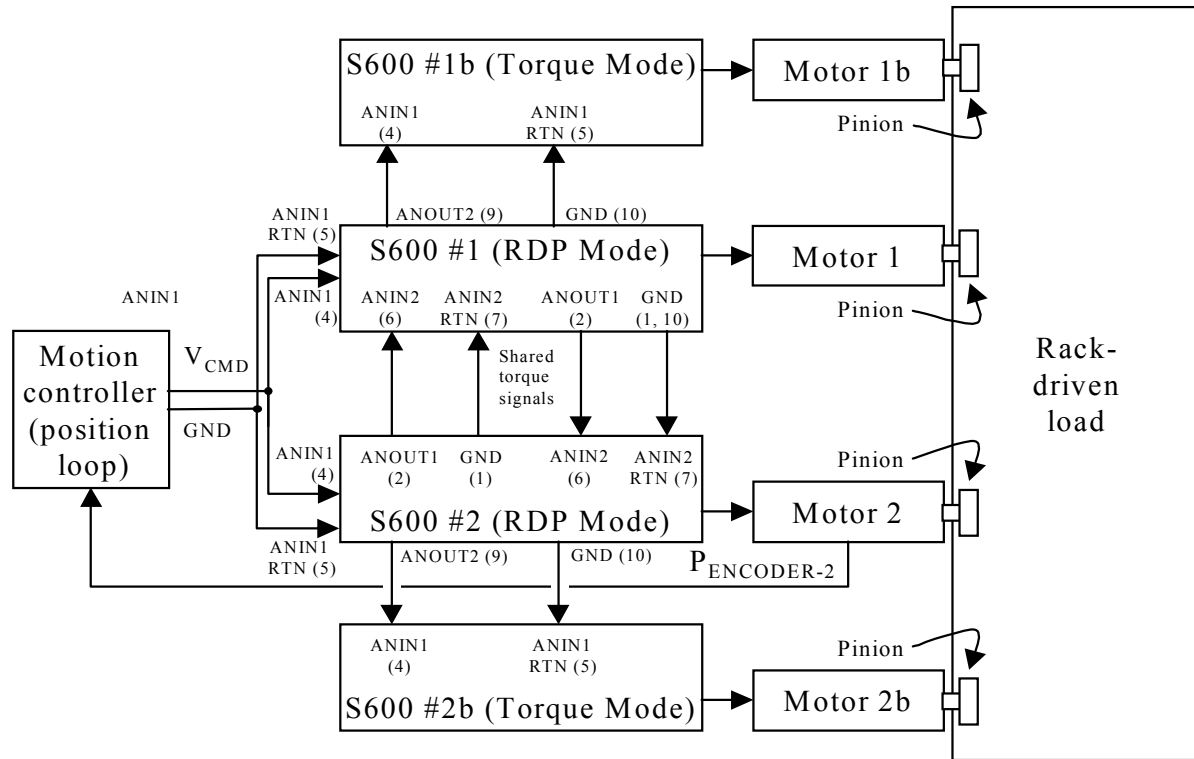 S600 #1b (Torque Mode)
ANIN1
(4)
ANIN1
RTN (5)
Motor 1b
Pinion
ANIN1
RTN (5)
ANOUT2 (9)
GND (10)
S600 #1 (RDP Mode)
ANIN1
(4)
ANIN2
(6)
ANIN2
RTN (7)
ANOUT1
(2)
GND
(1, 10)
Motor 1
Pinion
ANIN1
Motion
controller
(position
loop)
VCMD
GND
Shared
torque
signals
Rack-
driven
load
ANIN1
(4)
ANOUT1
(2)
GND
(1)
ANIN2
(6)
ANIN2
RTN (7)
S600 #2 (RDP Mode)
Pinion
Motor 2
ANIN1
RTN (5)
ANOUT2 (9)
GND (10)
PENCODER-2
ANIN1
(4)
ANIN1
RTN (5)
S600 #2b (Torque Mode)
Pinion
Motor 2b